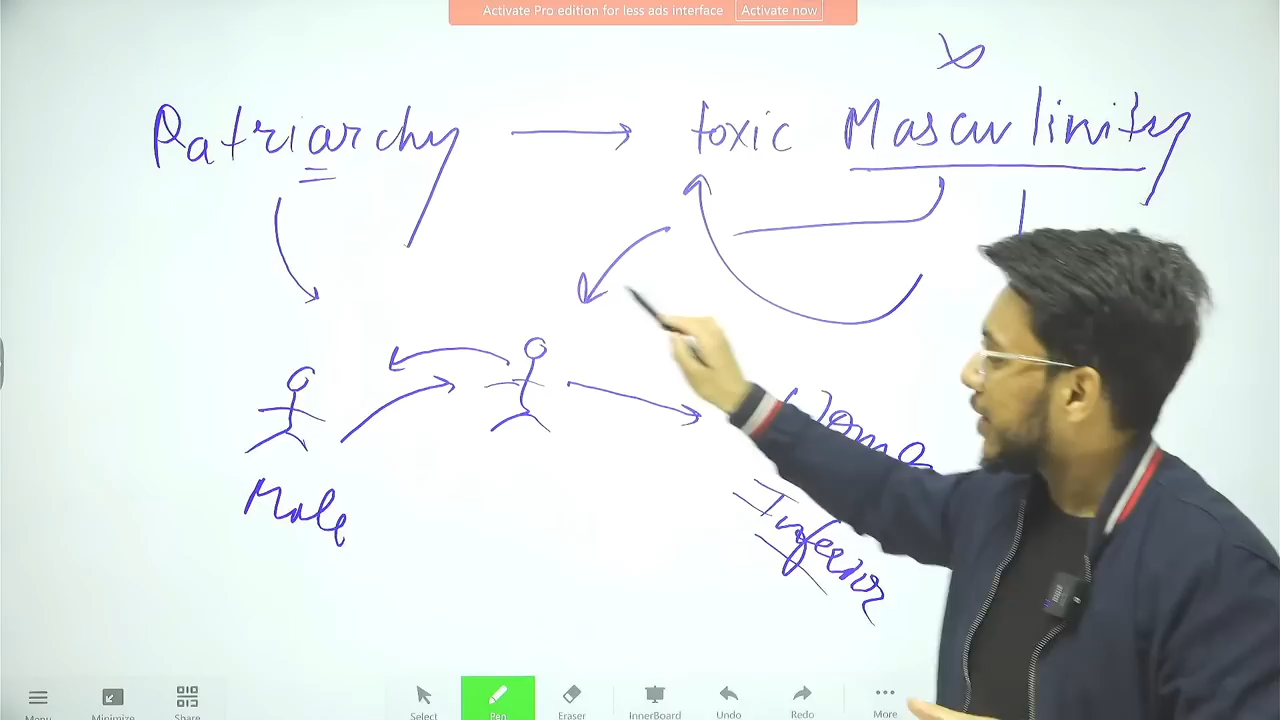 Activate Pro edition for less ads interface Activate now
Patriarchy → toxic Masculinity
Male
Inferior
Menu Minimize Share Select Pen Eraser InnerBoard Undo Redo More